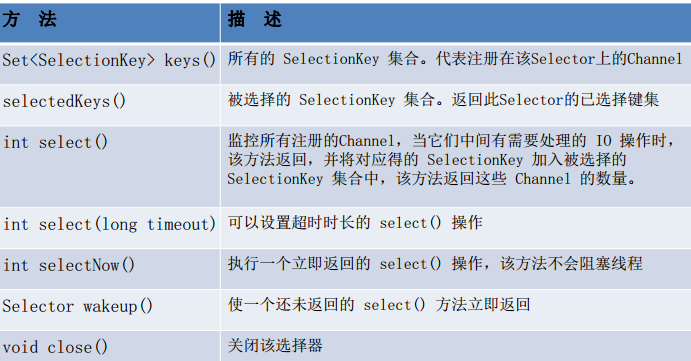 方 法 描 述
Set<SelectionKey> keys() 所有的 SelectionKey 集合。代表注册在该Selector上的Channel
selectedKeys() 被选择的 SelectionKey 集合。返回此Selector的已选择键集
int select() 监控所有注册的Channel，当它们中间有需要处理的 IO 操作时，
该方法返回，并将对应得的 SelectionKey 加入被选择的
SelectionKey 集合中，该方法返回这些 Channel 的数量。
int select(long timeout) 可以设置超时时长的 select() 操作
int selectNow() 执行一个立即返回的 select() 操作，该方法不会阻塞线程
Selector wakeup() 使一个还未返回的 select() 方法立即返回
void close() 关闭该选择器